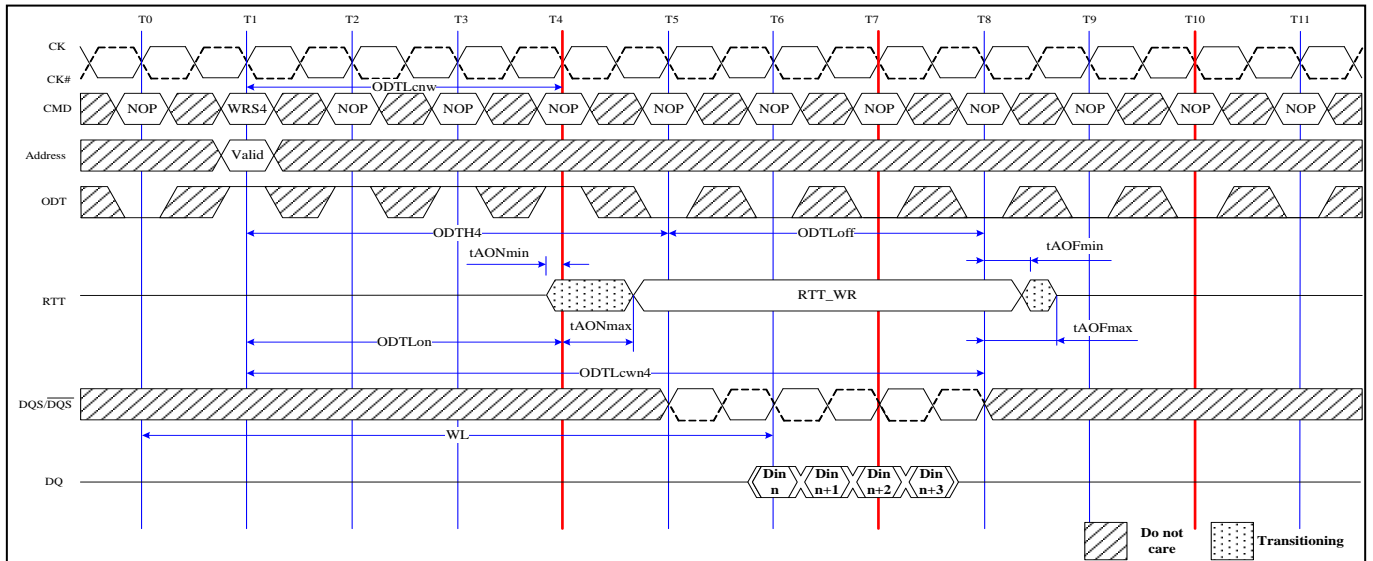 T0 T1 T2 T3 T4 T5 T6 T7 T8 T9 T10 T11
CK
CK#
ODTLcnw
CMD NOP WRS4 NOP NOP NOP NOP NOP NOP NOP NOP NOP NOP
Address Valid
ODT
ODTH4 ODTLoff
tAONmin tAOFmin
RTT RTT_WR
tAONmax tAOFmax
ODTLon
ODTLcwn4
DQS/DQS
WL
DQ Din n Din n+1 Din n+2 Din n+3
Do not care Transitioning